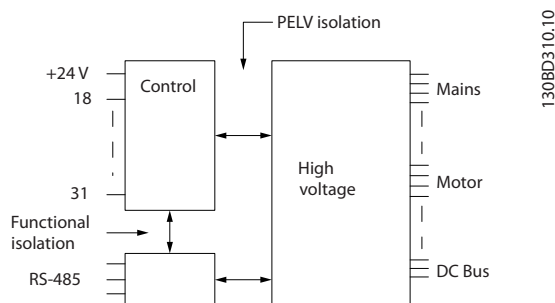 PELV isolation
130BD310.10
+24 V
Control
18
Mains
High
voltage
Motor
31
Functional
isolation
RS-485
DC Bus